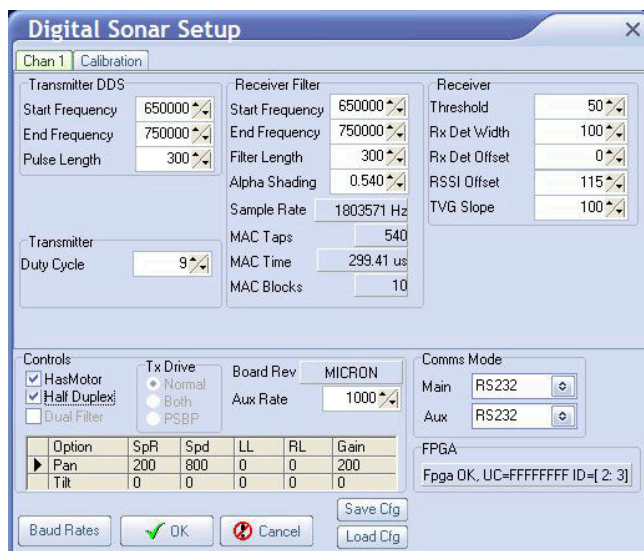 Digital Sonar Setup
Chan 1 Calibration
Transmitter DDS
Start Frequency 650000
End Frequency 750000
Pulse Length 300
Transmitter
Duty Cycle 9
Receiver Filter
Start Frequency 650000
End Frequency 750000
Filter Length 300
Alpha Shading 0.540
Sample Rate 1803571 Hz
MAC Taps 540
MAC Time 299.41 us
MAC Blocks 10
Receiver
Threshold 50
Rx Det Width 100
Rx Det Offset 0
RSSI Offset 115
TVG Slope 100
Controls
HasMotor
Half Duplex
Dual Filter
Tx Drive
Normal
Both
PSBP
Board Rev MICRON
Aux Rate 1000
Comms Mode
Main RS232
Aux RS232
Option SpR Spd LL RL Gain
Pan 200 800 0 0 200
Tilt 0 0 0 0 0
FPGA
Fpga OK, UC=FFFFFFFF ID=[ 2: 3]
Baud Rates OK Cancel
Save Cfg
Load Cfg